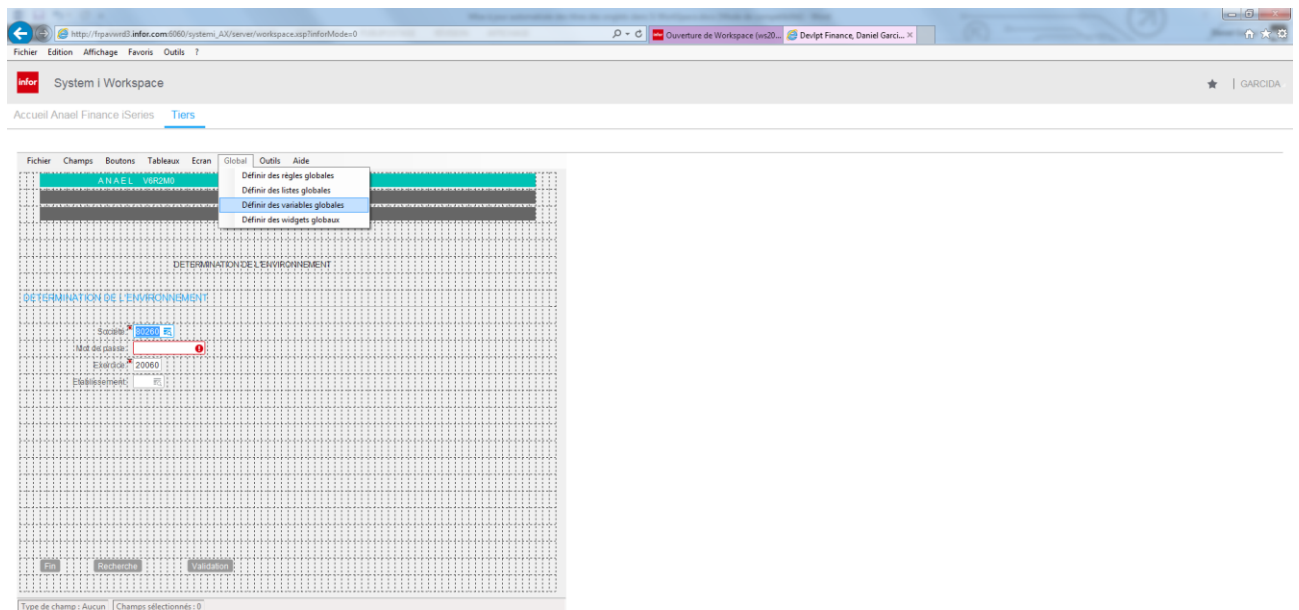 http://frpavwrd3.infor.com:6060/systemi_AX/server/workspace.xsp?inforMode=0
Ouverture de Workspace (ws20...
Devlpt Finance, Daniel Garci...
Fichier Edition Affichage Favoris Outils ?
infor System i Workspace
GARCIDA
Accueil Anael Finance iSeries Tiers
Fichier Champs Boutons Tableaux Ecran Global Outils Aide
Définir des règles globales
Définir des listes globales
Définir des variables globales
Définir des widgets globaux
ANAEL V6R2M0
DETERMINATION DE L'ENVIRONNEMENT
DETERMINATION DE L'ENVIRONNEMENT
Société:
Mot de passe:
Exercice 20060
Etablissement:
Fin Recherche Validation
Type de champ : Aucun Champs sélectionnés : 0